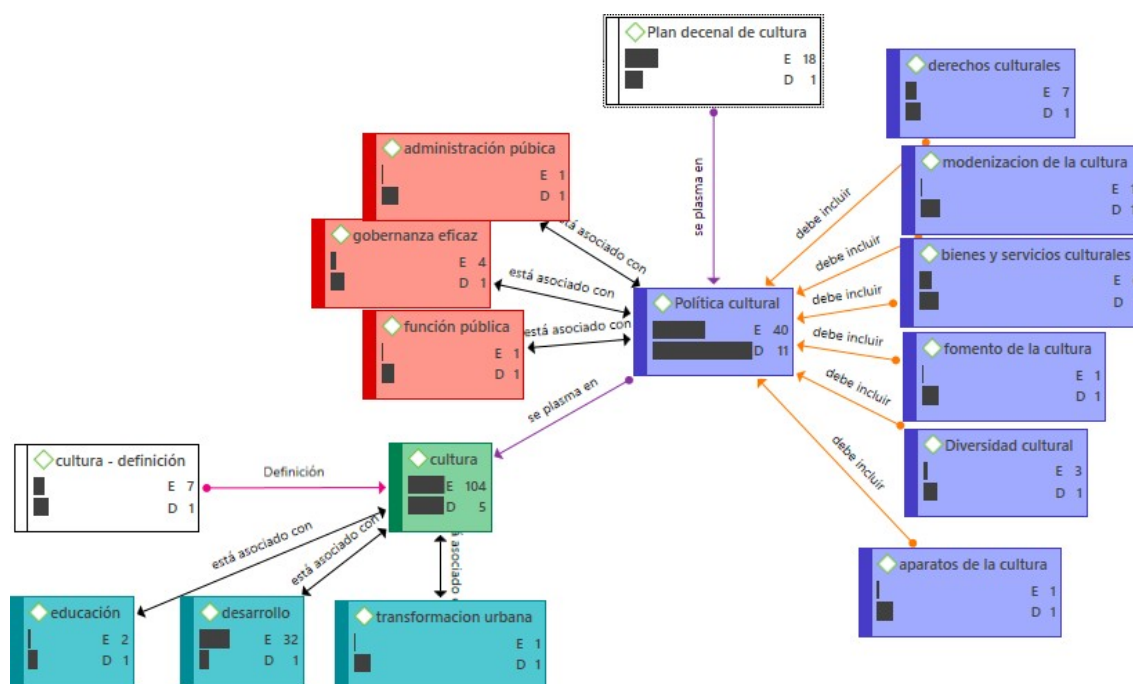 Plan decenal de cultura
E 18
D 1
derechos culturales
E 7
D 1
administración púbica
E 1
D 1
modenizacion de la cultura
E 1
D 1
se plasma en
debe incluir
gobernanza eficaz
E 4
D 1
está asociado con
debe incluir
bienes y servicios culturales
E
D
está asociado con
Política cultural
E 40
D 11
debe incluir
función pública
E 1
D 1
está asociado con
debe incluir
fomento de la cultura
E 1
D 1
debe incluir
se plasma en
Diversidad cultural
E 3
D 1
debe incluir
cultura - definición
E 7
D 1
Definición
cultura
E 104
D 5
está asociado con
está asociado con
asociado
aparatos de la cultura
E 1
D 1
educación
E 2
D 1
desarrollo
E 32
D 1
transformacion urbana
E 1
D 1